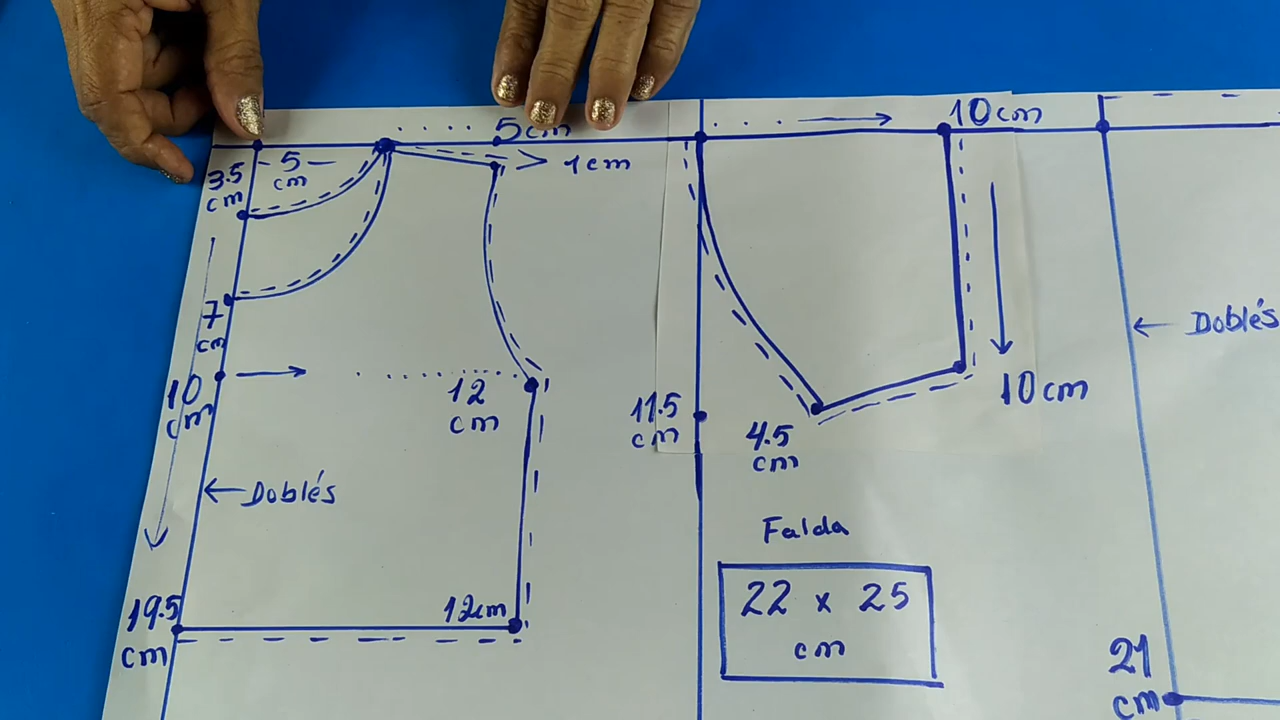 3.5
cm
5
cm
5cm
1cm
7
cm
10
cm
12
cm
←Doblés
19.5
cm
12cm
10cm
10cm
11.5
cm
4.5
cm
Falda
22 x 25
cm
← Doblés
21
cm